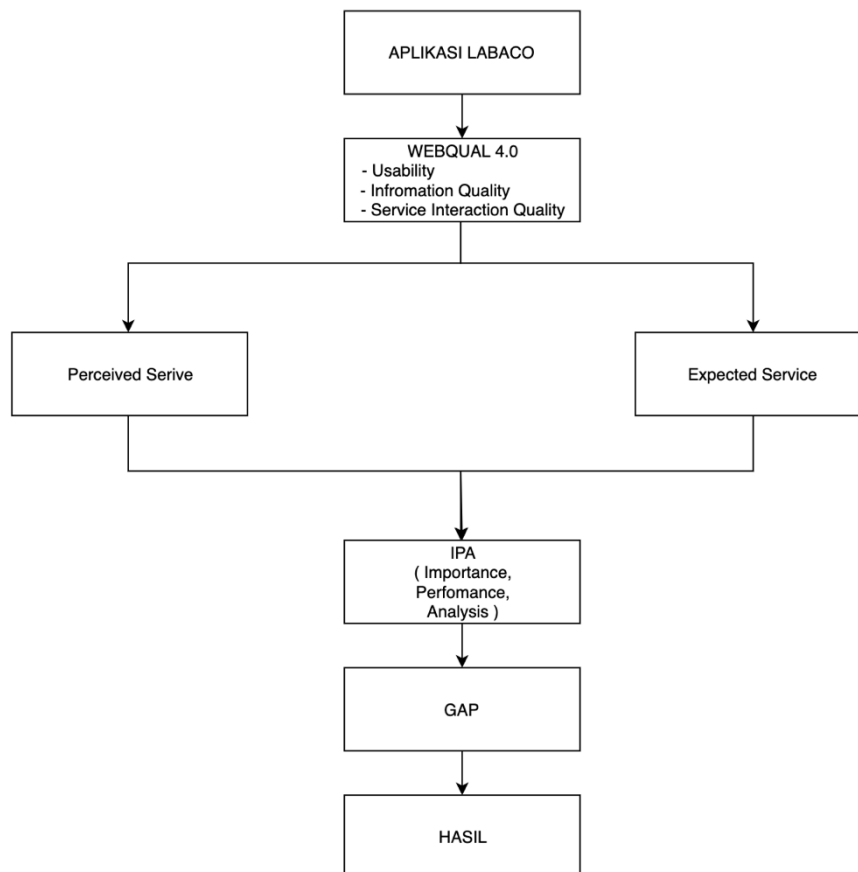 APLIKASI LABACO
WEBQUAL 4.0
- Usability
- Infromation Quality
- Service Interaction Quality
Perceived Serive
Expected Service
IPA
( Importance,
Perfomance,
Analysis )
GAP
HASIL